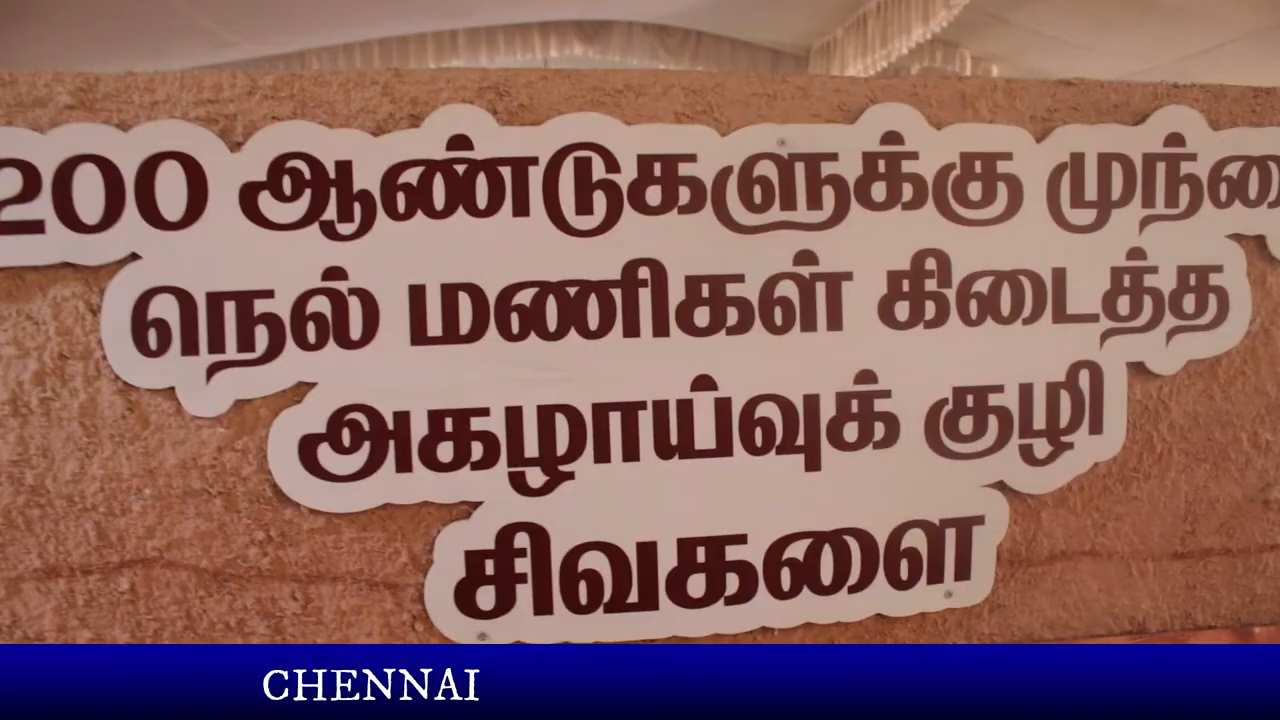 200 ஆண்டுகளுக்கு
நெல் மணிகள் கிடைத்த
அகழாய்வுக் குழி
சிவகளை
CHENNAI